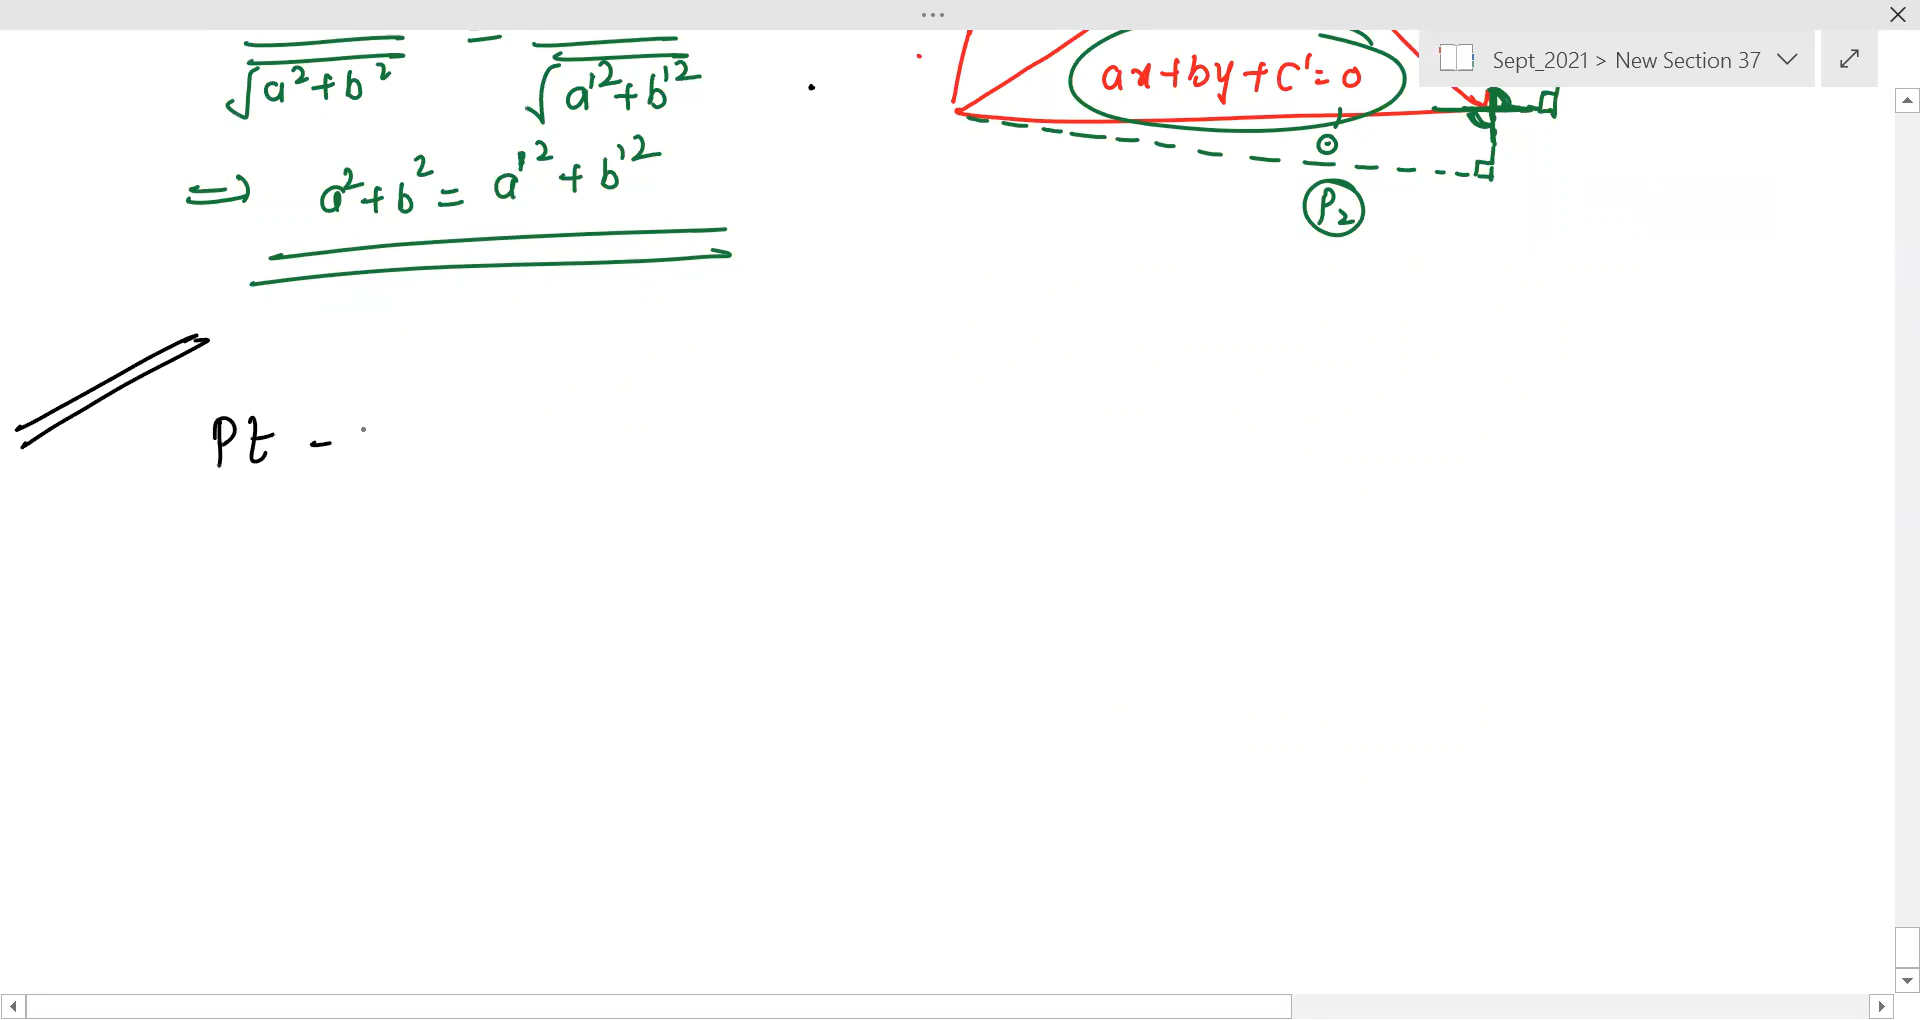 Sept_2021 > New Section 37
=
√a²+b²
√a'²+b'²
⇒ a²+b² = a'²+b'²
ax+by+c'=0
P₂
Pt -